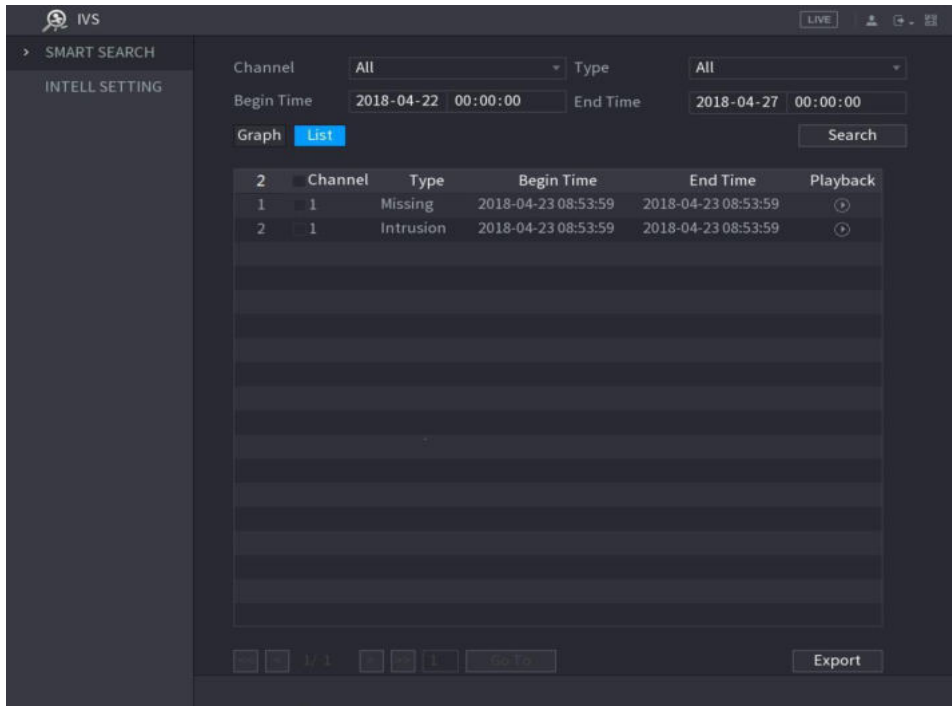 IVS LIVE
SMART SEARCH
INTELL SETTING
Channel All Type All
Begin Time 2018-04-22 00:00:00 End Time 2018-04-27 00:00:00
Graph List Search
2 Channel Type Begin Time End Time Playback
1 1 Missing 2018-04-23 08:53:59 2018-04-23 08:53:59
2 1 Intrusion 2018-04-23 08:53:59 2018-04-23 08:53:59
<< < 1/ 1 > >> 1 Go To Export